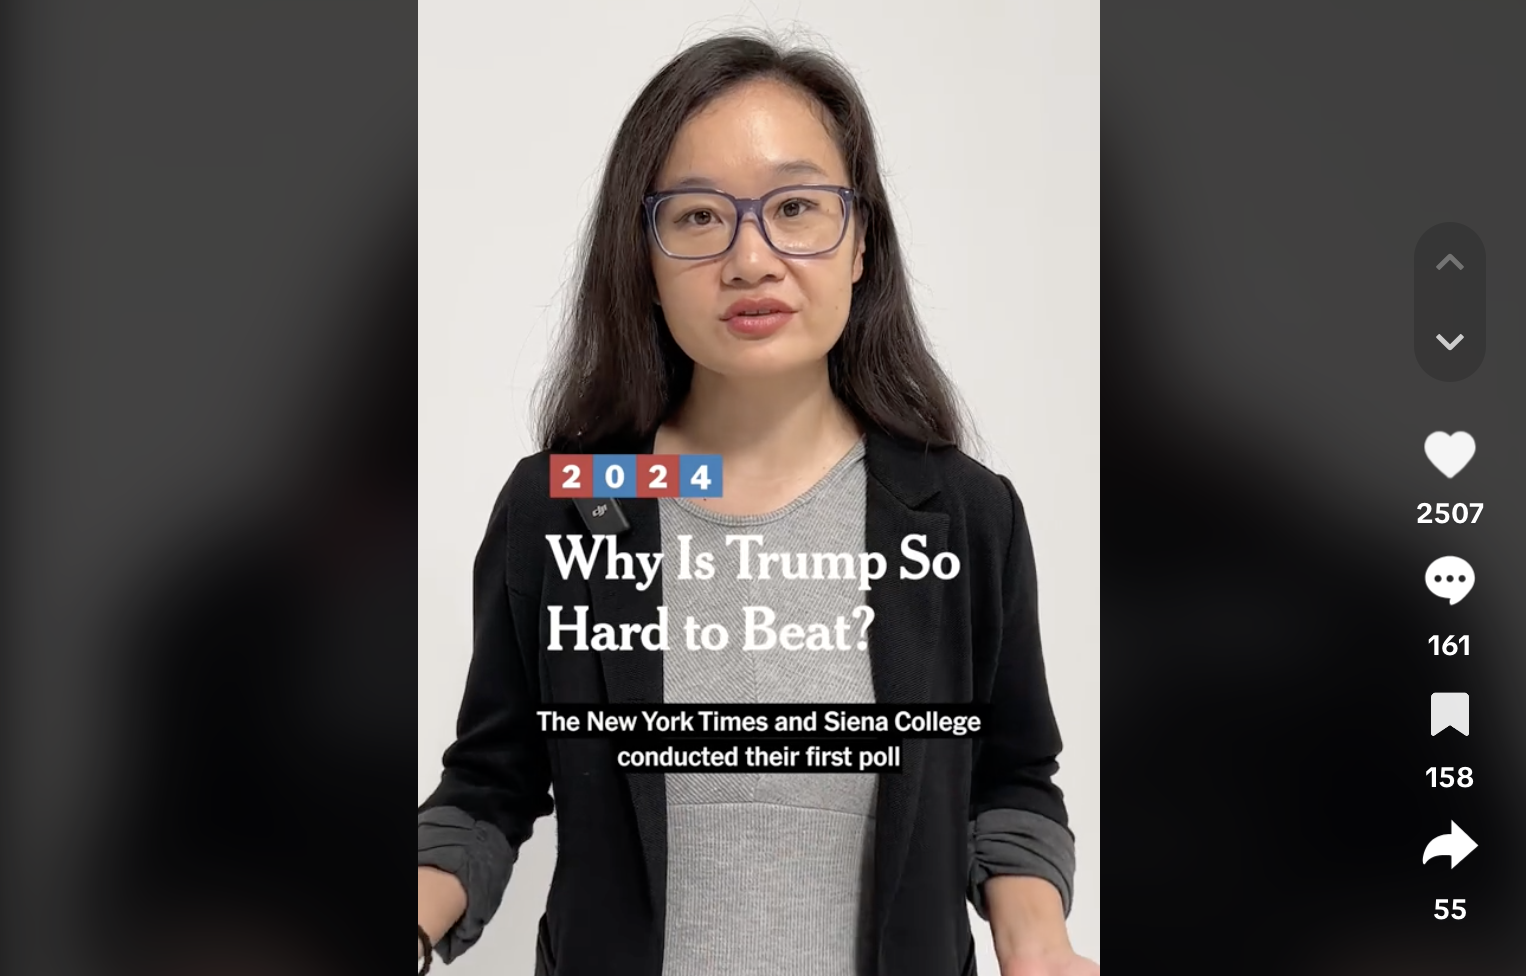 2024
Why Is Trump So
Hard to Beat?
The New York Times and Siena College
conducted their first poll
dji
2507
161
158
55